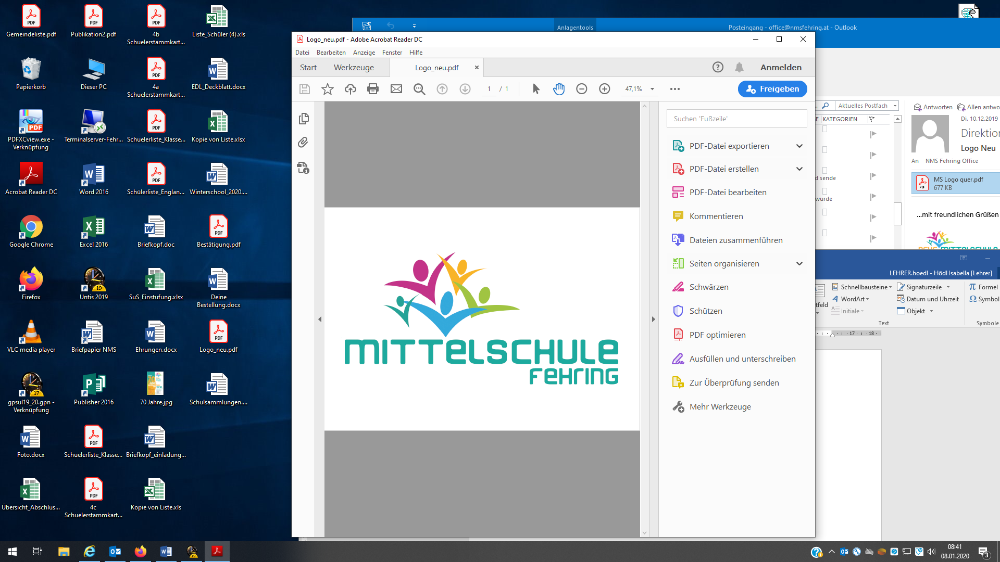 Gemeindeliste.pdf
Publikation2.pdf
4b
Schuelerstammkart...
Liste_Schüler (4).xls
Papierkorb
Dieser PC
4a
Schuelerstammkart...
EDL_Deckblatt.docx
PDFXCview.exe -
Verknüpfung
Terminalserver-Fehr...
Schuelerliste_Klasse...
Kopie von Liste.xlsx
Acrobat Reader DC
Word 2016
Schülerliste_Englan...
Winterschool_2020....
Google Chrome
Excel 2016
Briefkopf.doc
Bestätigung.pdf
Firefox
Untis 2019
SuS_Einstufung.xlsx
Deine
Bestellung.docx
VLC media player
Briefpapier NMS
Ehrungen.docx
Logo_neu.pdf
gpsul19_20.gpn -
Verknüpfung
Publisher 2016
70 Jahre.jpg
Schulsammlungen....
Foto.docx
Schuelerliste_Klasse...
Briefkopf_einladung...
Übersicht_Abschlus...
4c
Schuelerstammkart...
Kopie von Liste.xls
Anlagentools
Posteingang - office@nmsfehring.at - Outlook
Logo_neu.pdf - Adobe Acrobat Reader DC
Datei Bearbeiten Anzeige Fenster Hilfe
Start Werkzeuge Logo_neu.pdf Anmelden
1 / 1 47,1% Freigeben
MITTELSCHULE
FEHRING
Suchen 'Fußzeile'
PDF-Datei exportieren
PDF-Datei erstellen
PDF-Datei bearbeiten
Kommentieren
Dateien zusammenführen
Seiten organisieren
Schwärzen
Schützen
PDF optimieren
Ausfüllen und unterschreiben
Zur Überprüfung senden
Mehr Werkzeuge
Aktuelles Postfach
KATEGORIEN
d sende
wurde
Antworten Allen antwo
Di. 10.12.2019
Direktion
Logo Neu
An NMS Fehring Office
MS Logo quer.pdf
677 KB
...mit freundlichen Grüßen
LEHRER.hoedl - Hödl Isabella [Lehrer]
tfeld
Schnellbausteine
WordArt
Initiale
Signaturzeile
Datum und Uhrzeit
Objekt
Text
Formel
Symbol
Symbole
17 18
08:41
08.01.2020
3